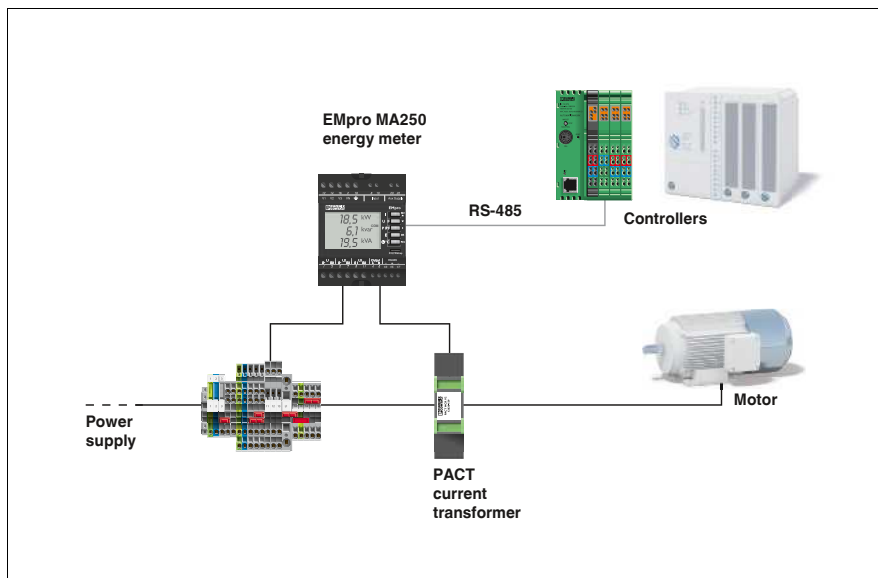 EMpro MA250
energy meter
RS-485
Controllers
EMpro
18,5 kW
6,1 kvar
19,5 kVA
Motor
Power
supply
PACT
current
transformer